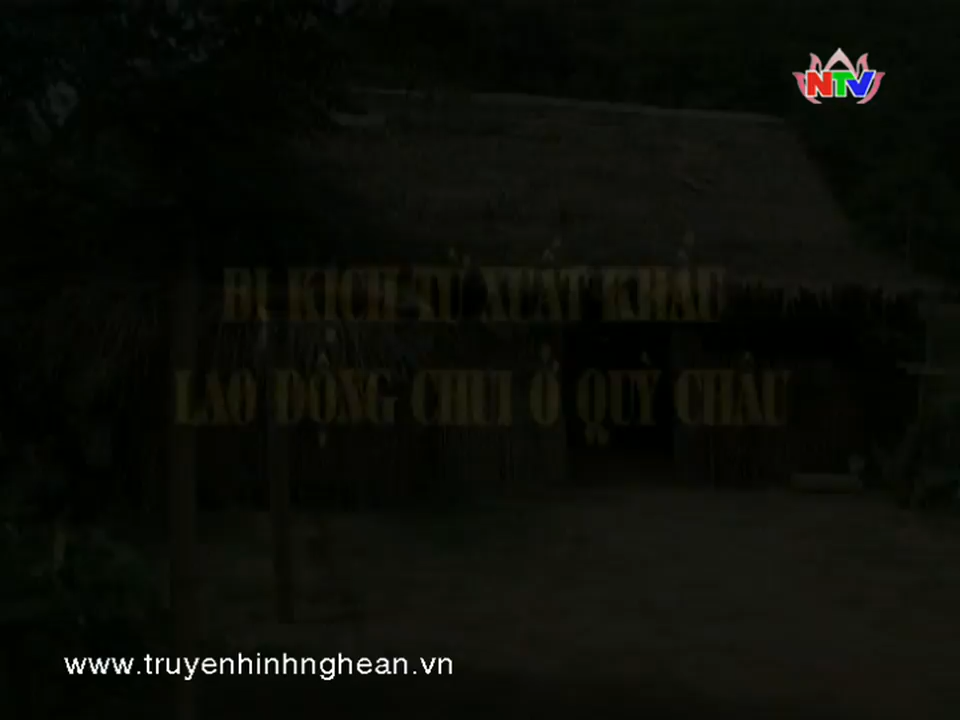 NTV
BI KỊCH TỪ XUẤT KHẨU
LAO ĐỘNG CHUI Ở QUỲ CHÂU
www.truyenhinhnghean.vn